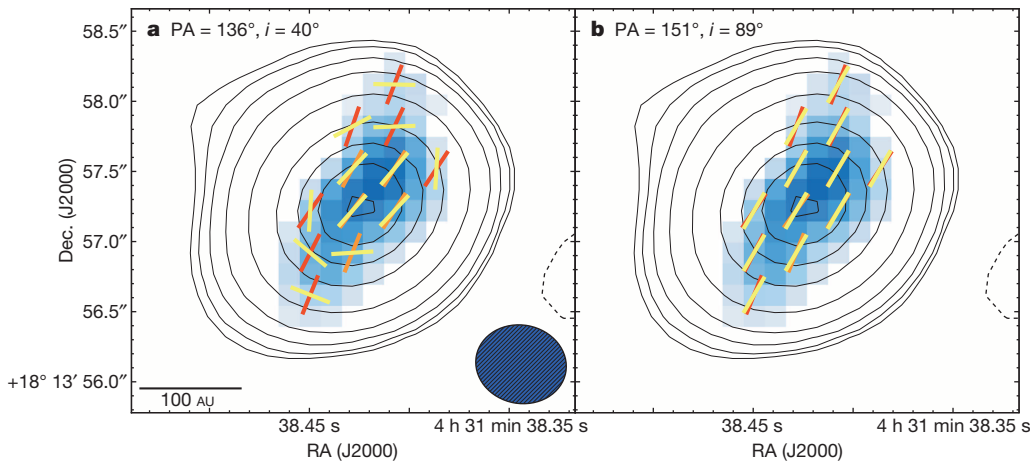 a PA = 136°, i = 40°
b PA = 151°, i = 89°
58.5″
58.0″
57.5″
57.0″
56.5″
+18° 13′ 56.0″
Dec. (J2000)
100 AU
38.45 s
38.45 s
4 h 31 min 38.35 s
4 h 31 min 38.35 s
RA (J2000)
RA (J2000)